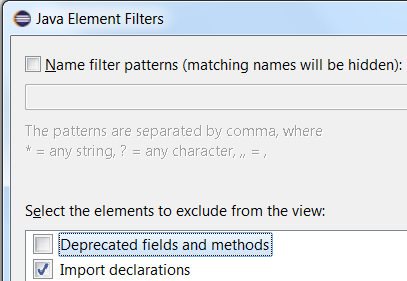 Java Element Filters
Name filter patterns (matching names will be hidden):
The patterns are separated by comma, where
* = any string, ? = any character, ,, = ,
Select the elements to exclude from the view:
Deprecated fields and methods
Import declarations